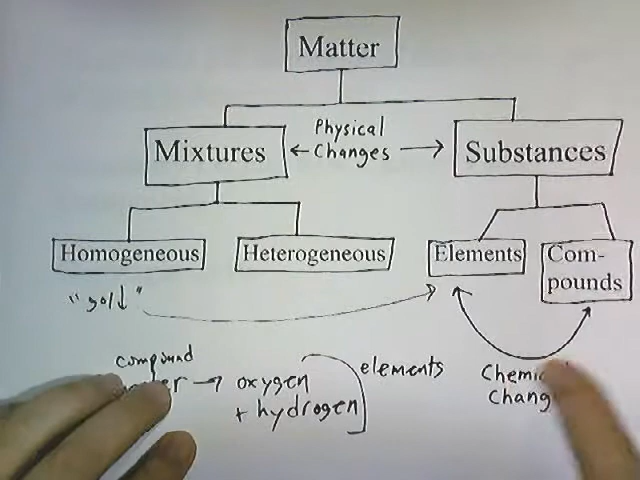 Matter
Physical
Mixtures
Changes
Substances
Homogeneous
Heterogeneous
Elements
Com-
pounds
"gold"
compound
oxygen
elements
+ hydrogen